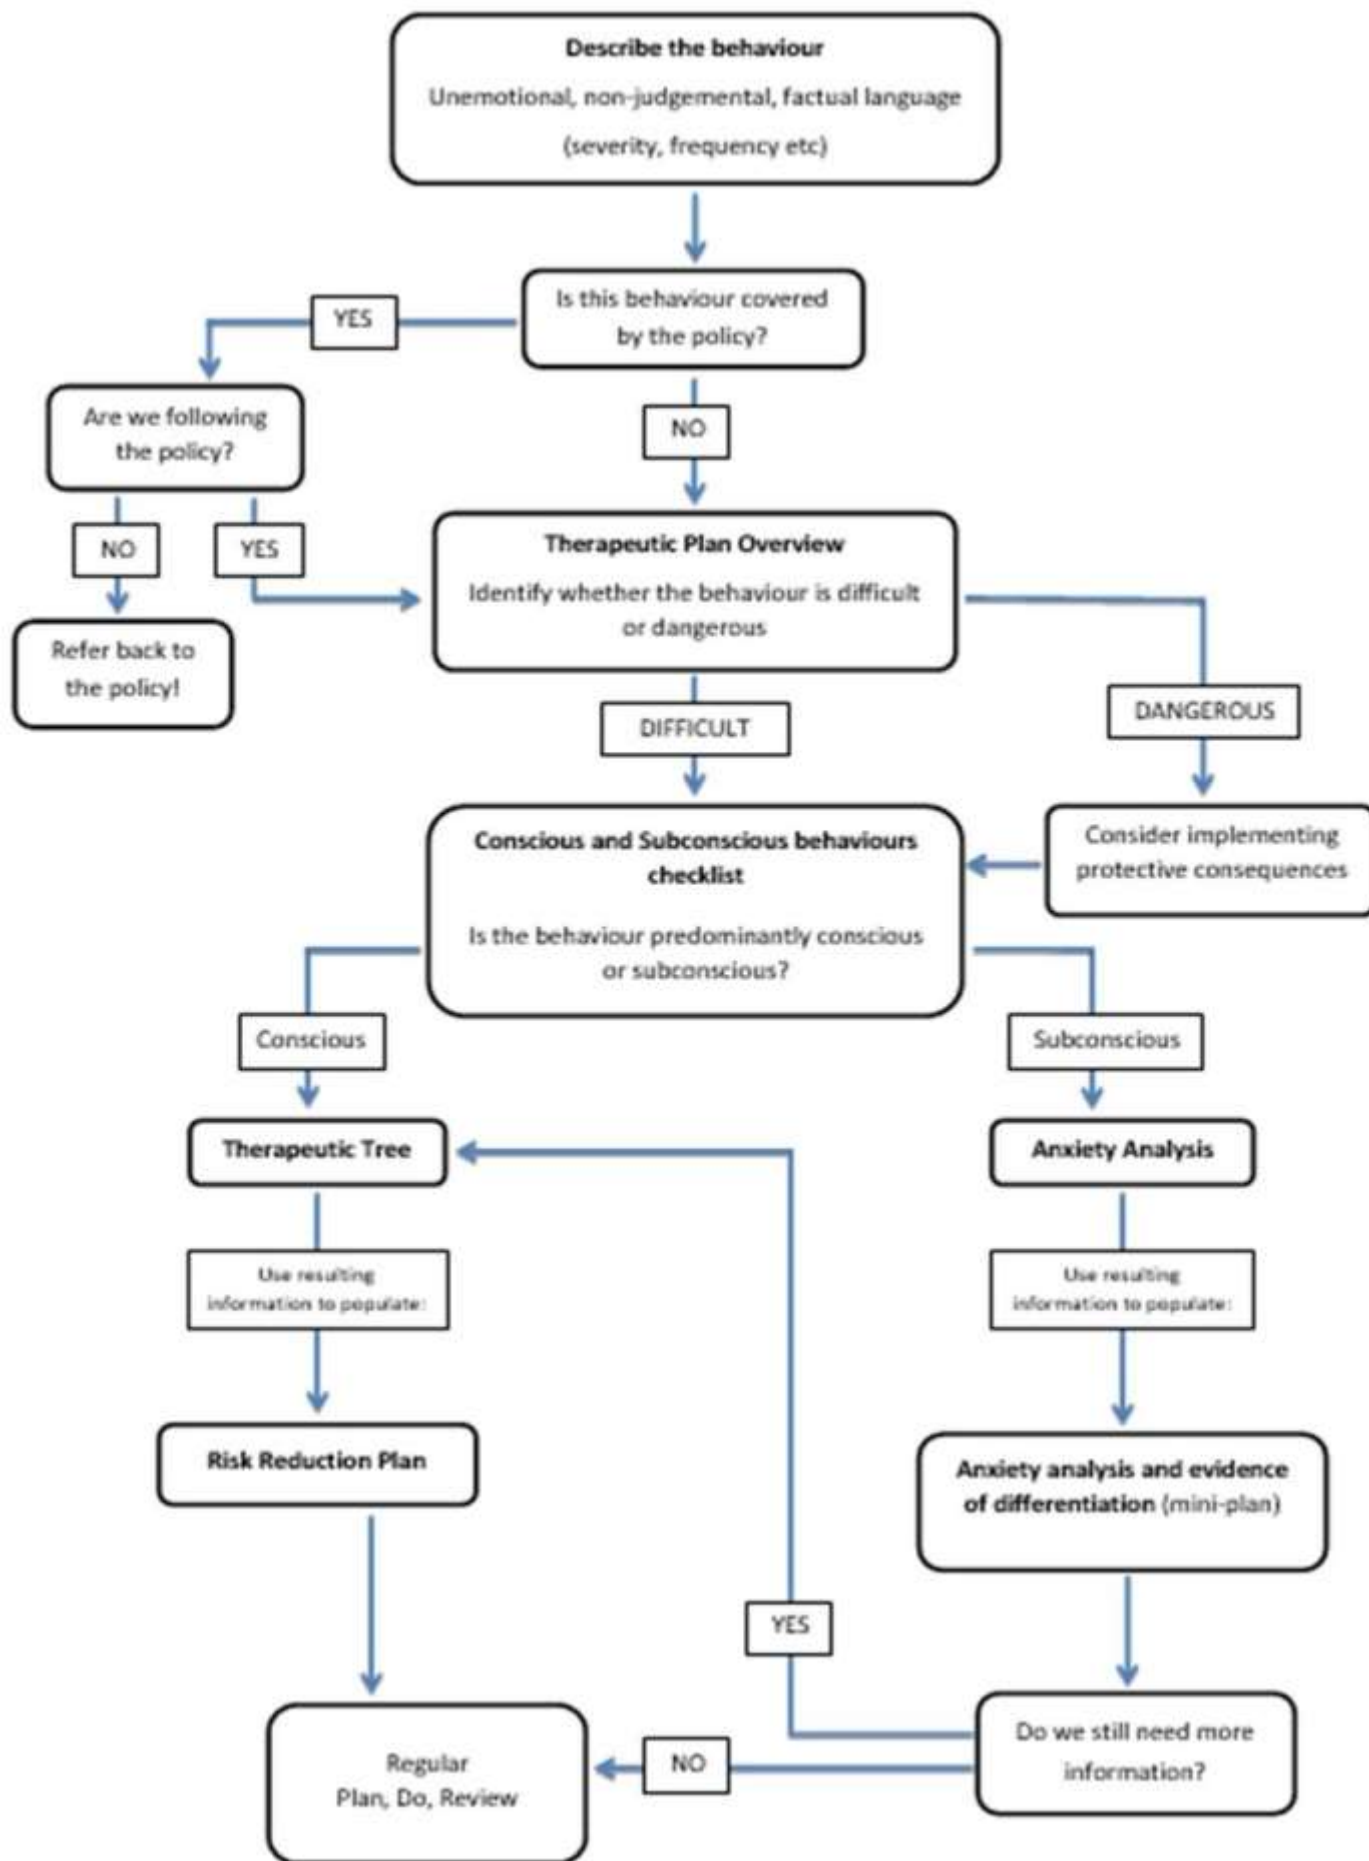 Describe the behaviour
Unemotional, non-judgemental, factual language
(severity, frequency etc)
Is this behaviour covered
by the policy?
YES
Are we following
the policy?
NO
NO
YES
Therapeutic Plan Overview
Identify whether the behaviour is difficult
or dangerous
Refer back to
the policy!
DIFFICULT
DANGEROUS
Conscious and Subconscious behaviours
checklist
Is the behaviour predominantly conscious
or subconscious?
Consider implementing
protective consequences
Conscious
Subconscious
Therapeutic Tree
Anxiety Analysis
Use resulting
information to populate:
Use resulting
information to populate:
Risk Reduction Plan
Anxiety analysis and evidence
of differentiation (mini-plan)
YES
Do we still need more
information?
NO
Regular
Plan, Do, Review